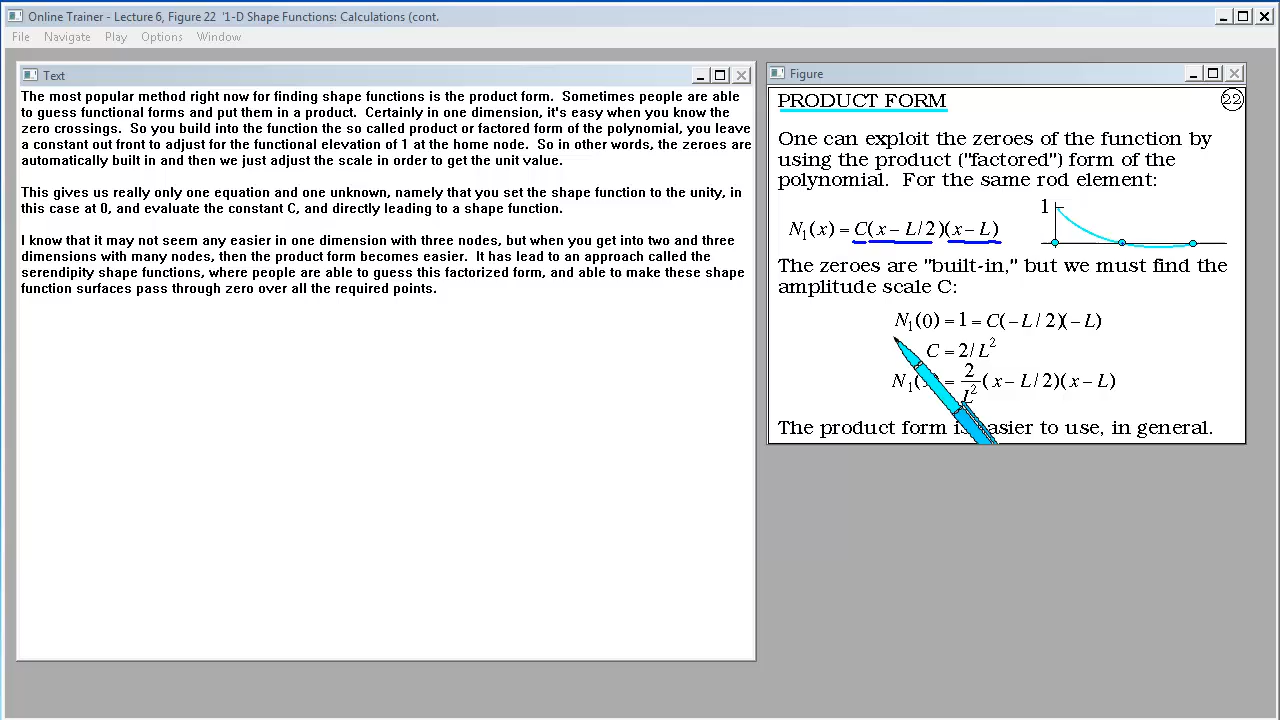 Online Trainer - Lecture 6, Figure 22 '1-D Shape Functions: Calculations (cont.
File Navigate Play Options Window
Text
The most popular method right now for finding shape functions is the product form. Sometimes people are able
to guess functional forms and put them in a product. Certainly in one dimension, it's easy when you know the
zero crossings. So you build into the function the so called product or factored form of the polynomial, you leave
a constant out front to adjust for the functional elevation of 1 at the home node. So in other words, the zeroes are
automatically built in and then we just adjust the scale in order to get the unit value.
This gives us really only one equation and one unknown, namely that you set the shape function to the unity, in
this case at 0, and evaluate the constant C, and directly leading to a shape function.
I know that it may not seem any easier in one dimension with three nodes, but when you get into two and three
dimensions with many nodes, then the product form becomes easier. It has lead to an approach called the
serendipity shape functions, where people are able to guess this factorized form, and able to make these shape
function surfaces pass through zero over all the required points.
Figure
PRODUCT FORM
22
One can exploit the zeroes of the function by
using the product ("factored") form of the
polynomial. For the same rod element:
1
N₁(x) = C(x – L/2)(x – L)
The zeroes are "built-in," but we must find the
amplitude scale C:
N₁(0) = 1 = C(– L/2)(– L)
C = 2/L²
N₁( = 2/L² (x – L/2)(x – L)
The product form is easier to use, in general.